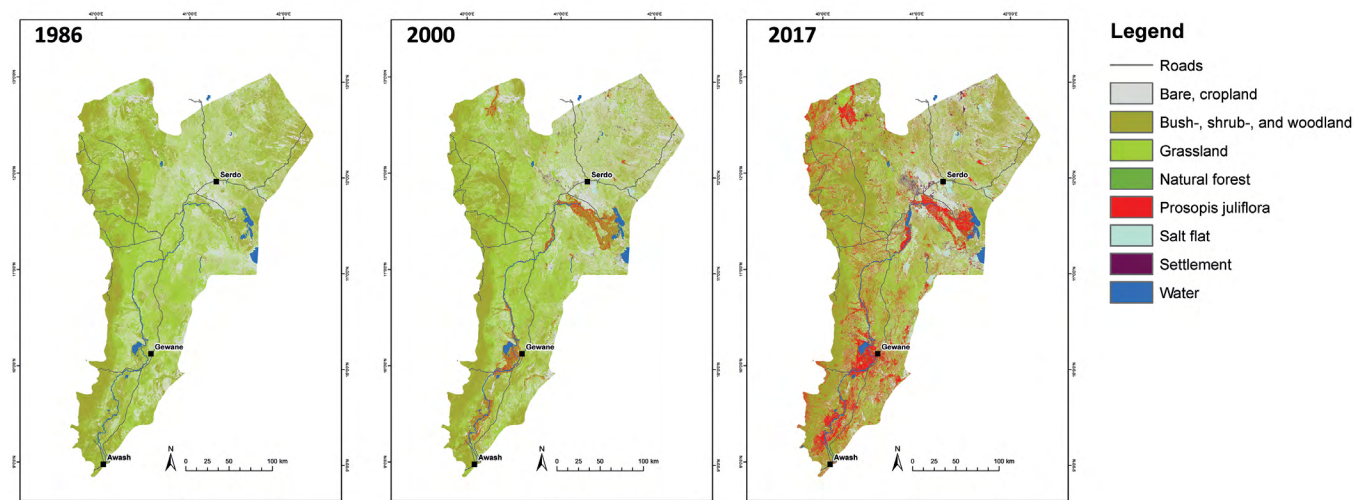 1986
2000
2017
Serdo
Gewane
Awash
N
0 25 50 100 km
Serdo
Gewane
Awash
N
0 25 50 100 km
Serdo
Gewane
Awash
N
0 25 50 100 km
Legend
Roads
Bare, cropland
Bush-, shrub-, and woodland
Grassland
Natural forest
Prosopis juliflora
Salt flat
Settlement
Water